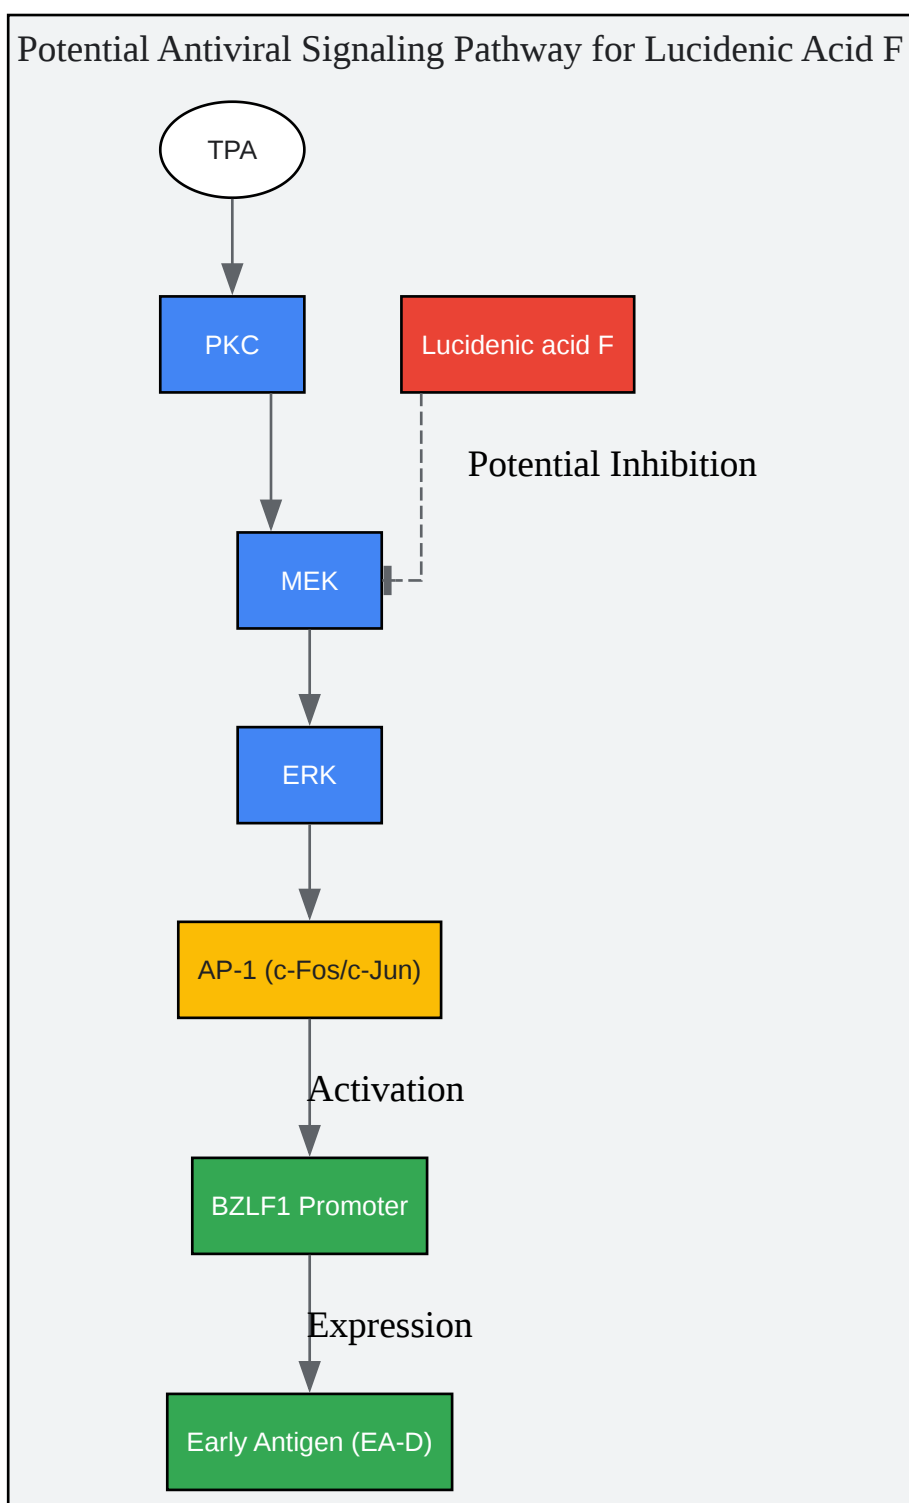 Potential Antiviral Signaling Pathway for Lucidenic Acid F
TPA
PKC
Lucidenic acid F
Potential Inhibition
MEK
ERK
AP-1 (c-Fos/c-Jun)
Activation
BZLF1 Promoter
Expression
Early Antigen (EA-D)